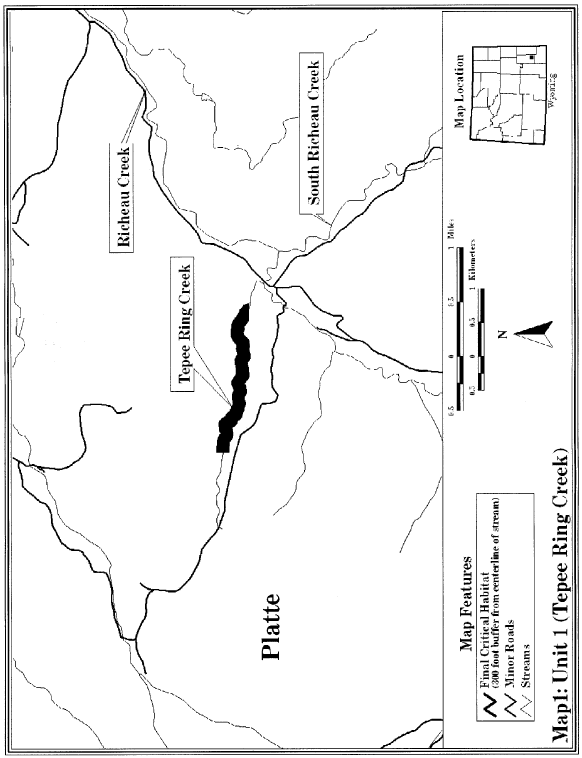 Richeau Creek
South Richeau Creek
Tepee Ring Creek
Platte
Map Location
Wyoming
0.5 0 0.5 1 Miles
0.5 0 0.5 1 Kilometers
N
Map Features
Final Critical Habitat
(300 foot buffer from centerline of stream)
Minor Roads
Streams
Map1: Unit 1 (Tepee Ring Creek)